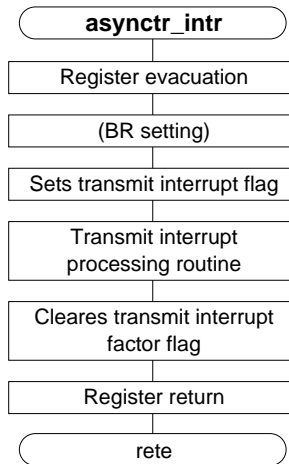 asynctr_intr
Register evacuation
(BR setting)
Sets transmit interrupt flag
Transmit interrupt
processing routine
Cleares transmit interrupt
factor flag
Register return
rete